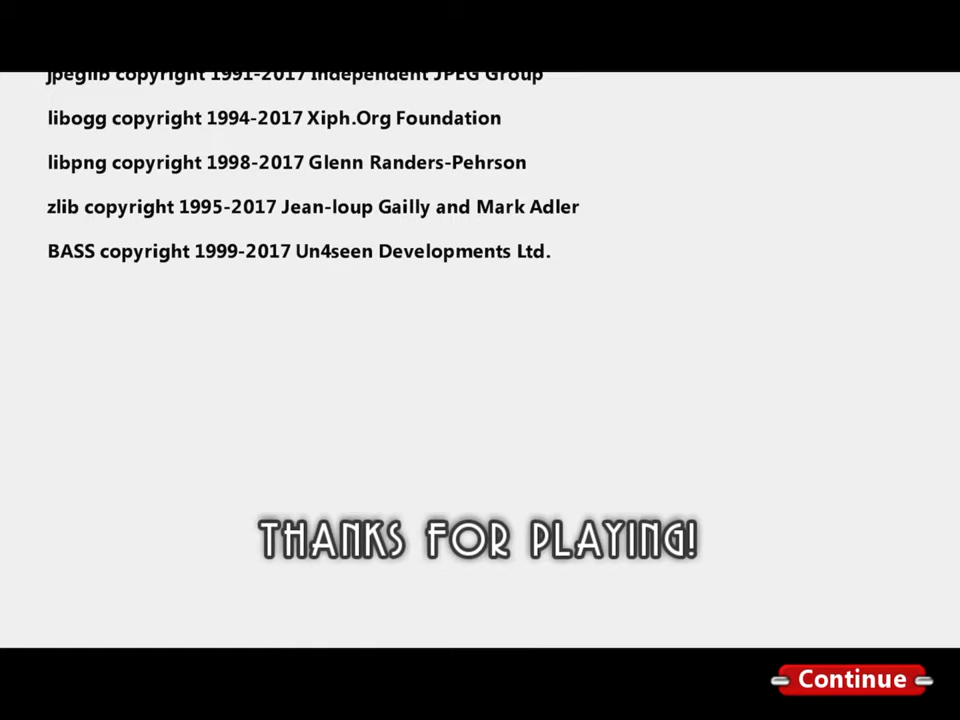 jpeglib copyright 1991-2017 Independent JPEG Group
libogg copyright 1994-2017 Xiph.Org Foundation
libpng copyright 1998-2017 Glenn Randers-Pehrson
zlib copyright 1995-2017 Jean-loup Gailly and Mark Adler
BASS copyright 1999-2017 Un4seen Developments Ltd.
THANKS FOR PLAYING!
Continue